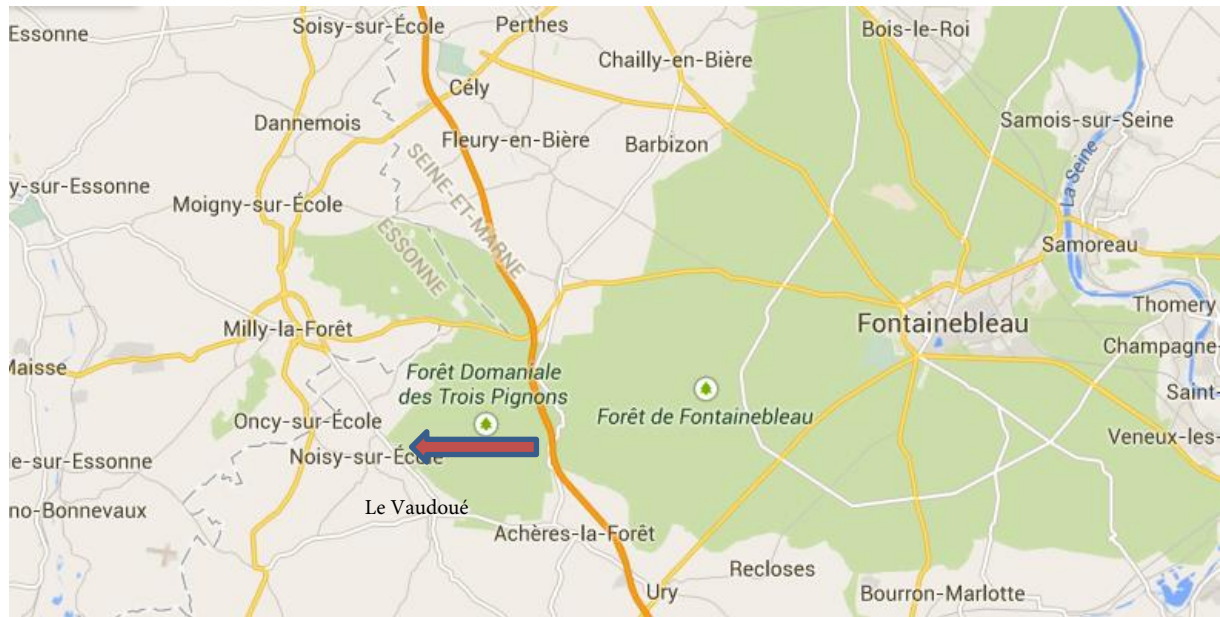 Essonne
Soisy-sur-École
Perthes
Bois-le-Roi
Chailly-en-Bière
Cély
Dannemois
Samois-sur-Seine
Fleury-en-Bière
Barbizon
La Seine
y-sur-Essonne
SEINE-ET-MARNE
Moigny-sur-École
ESSONNE
Samoreau
Thomery
Milly-la-Forêt
Fontainebleau
Champagne-
Maisse
Forêt Domaniale
des Trois Pignons
Saint-
Forêt de Fontainebleau
Oncy-sur-École
Veneux-les-
le-sur-Essonne
Noisy-sur-École
no-Bonnevaux
Le Vaudoué
Achères-la-Forêt
Recloses
Ury
Bourron-Marlotte